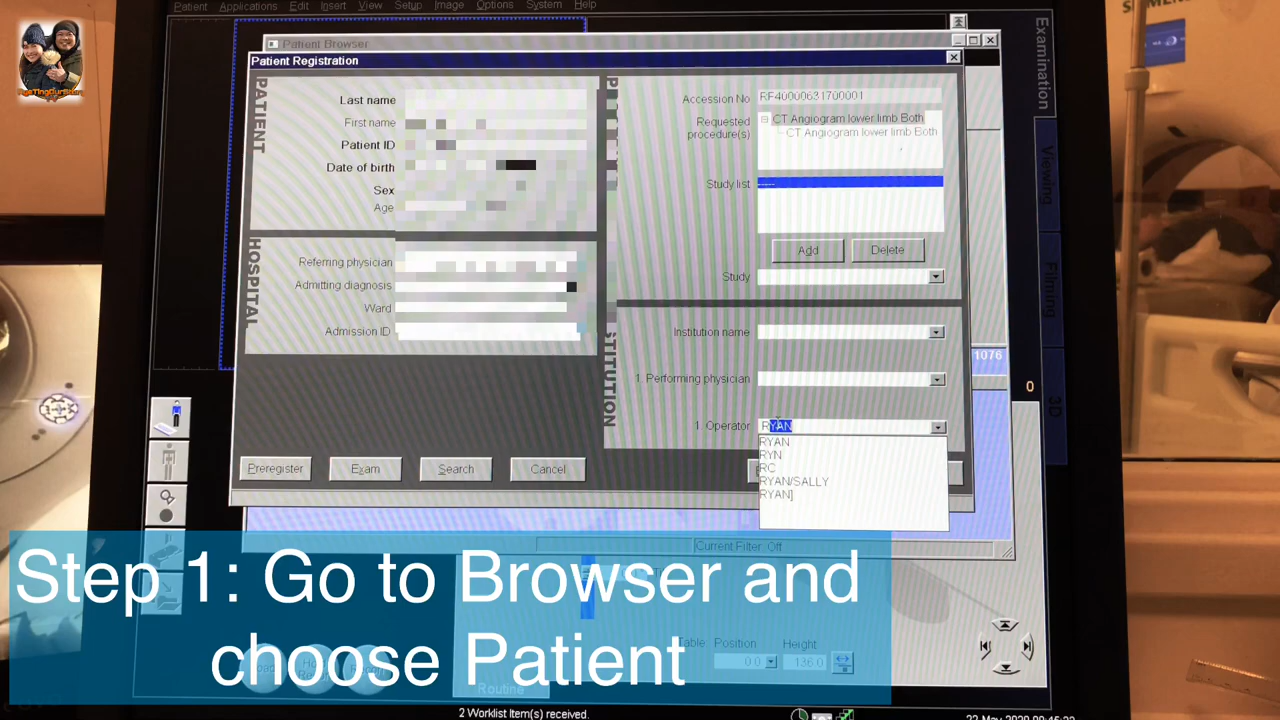 Patient Applications Edit Insert View Setup Image Options System Help
SIEMENS
Patient Browser
Patient Registration
PATIENT
Last name
First name
Patient ID
Date of birth
Sex
Age
HOSPITAL
Referring physician
Admitting diagnosis
Ward
Admission ID
Accession No RF40000631700001
Requested procedure(s)
CT Angiogram lower limb Both
CT Angiogram lower limb Both
Study list
Add Delete
Study
Institution name
1. Performing physician
1. Operator RYAN
RYAN
RYN
RC
RYAN/SALLY
RYAN]
Preregister Exam Search Cancel
Examination
Viewing
Filming
3D
1076
0
Current Filter: Off
Step 1: Go to Browser and
choose Patient
Table: Position Height
0.0 136.0
Routine
2 Worklist Item(s) received.